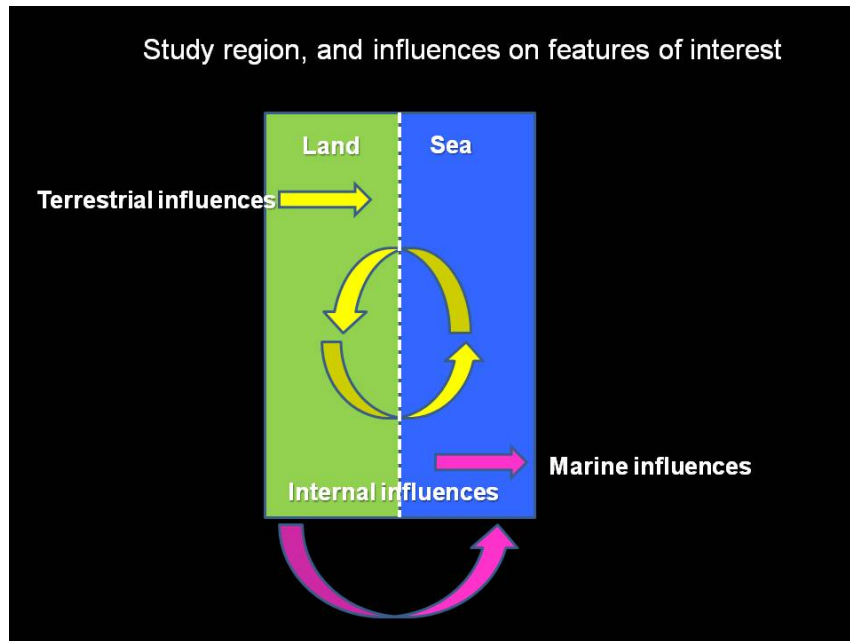 Study region, and influences on features of interest
Land
Sea
Terrestrial influences
Marine influences
Internal influences